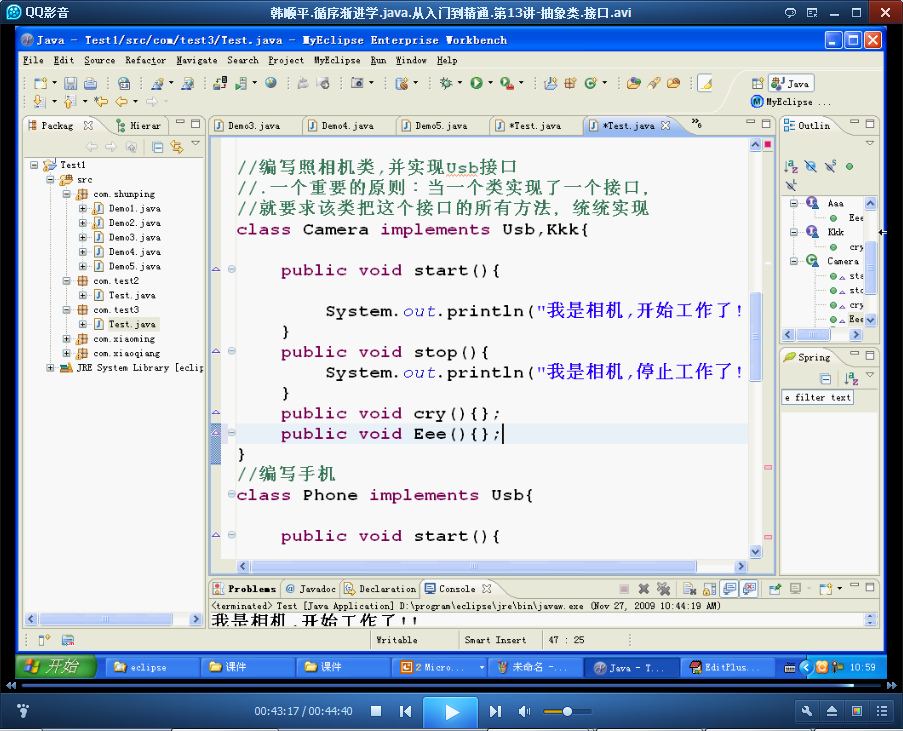 QQ影音
韩顺平.循序渐进学.java.从入门到精通.第13讲-抽象类.接口.avi
Java - Test1/src/com/test3/Test.java - MyEclipse Enterprise Workbench
File Edit Source Refactor Navigate Search Project MyEclipse Run Window Help
Java
MyEclipse ...
Packag
Hierar
Demo3.java
Demo4.java
Demo5.java
*Test.java
*Test.java
Outlin
Test1
src
com.shunping
Demo1.java
Demo2.java
Demo3.java
Demo4.java
Demo5.java
com.test2
Test.java
com.test3
Test.java
com.xiaoming
com.xiaoqiang
JRE System Library [eclip
//编写照相机类,并实现Usb接口
//.一个重要的原则：当一个类实现了一个接口，
//就要求该类把这个接口的所有方法，统统实现
class Camera implements Usb,Kkk{
public void start(){
System.out.println("我是相机,开始工作了!
}
public void stop(){
System.out.println("我是相机,停止工作了!
}
public void cry(){};
public void Eee(){};
}
//编写手机
class Phone implements Usb{
public void start(){
Aaa
Eee
Kkk
cry
Camera
sta
sto
cry
Eee
Spring
e filter text
Problems
@ Javadoc
Declaration
Console
<terminated> Test [Java Application] D:\program\eclipse\jre\bin\javaw.exe (Nov 27, 2009 10:44:19 AM)
我是相机,开始工作了!!
Writable
Smart Insert
47 : 25
开始
eclipse
课件
课件
2 Micro...
未命名 -...
Java - T...
EditPlus...
10:59
00:43:17 / 00:44:40